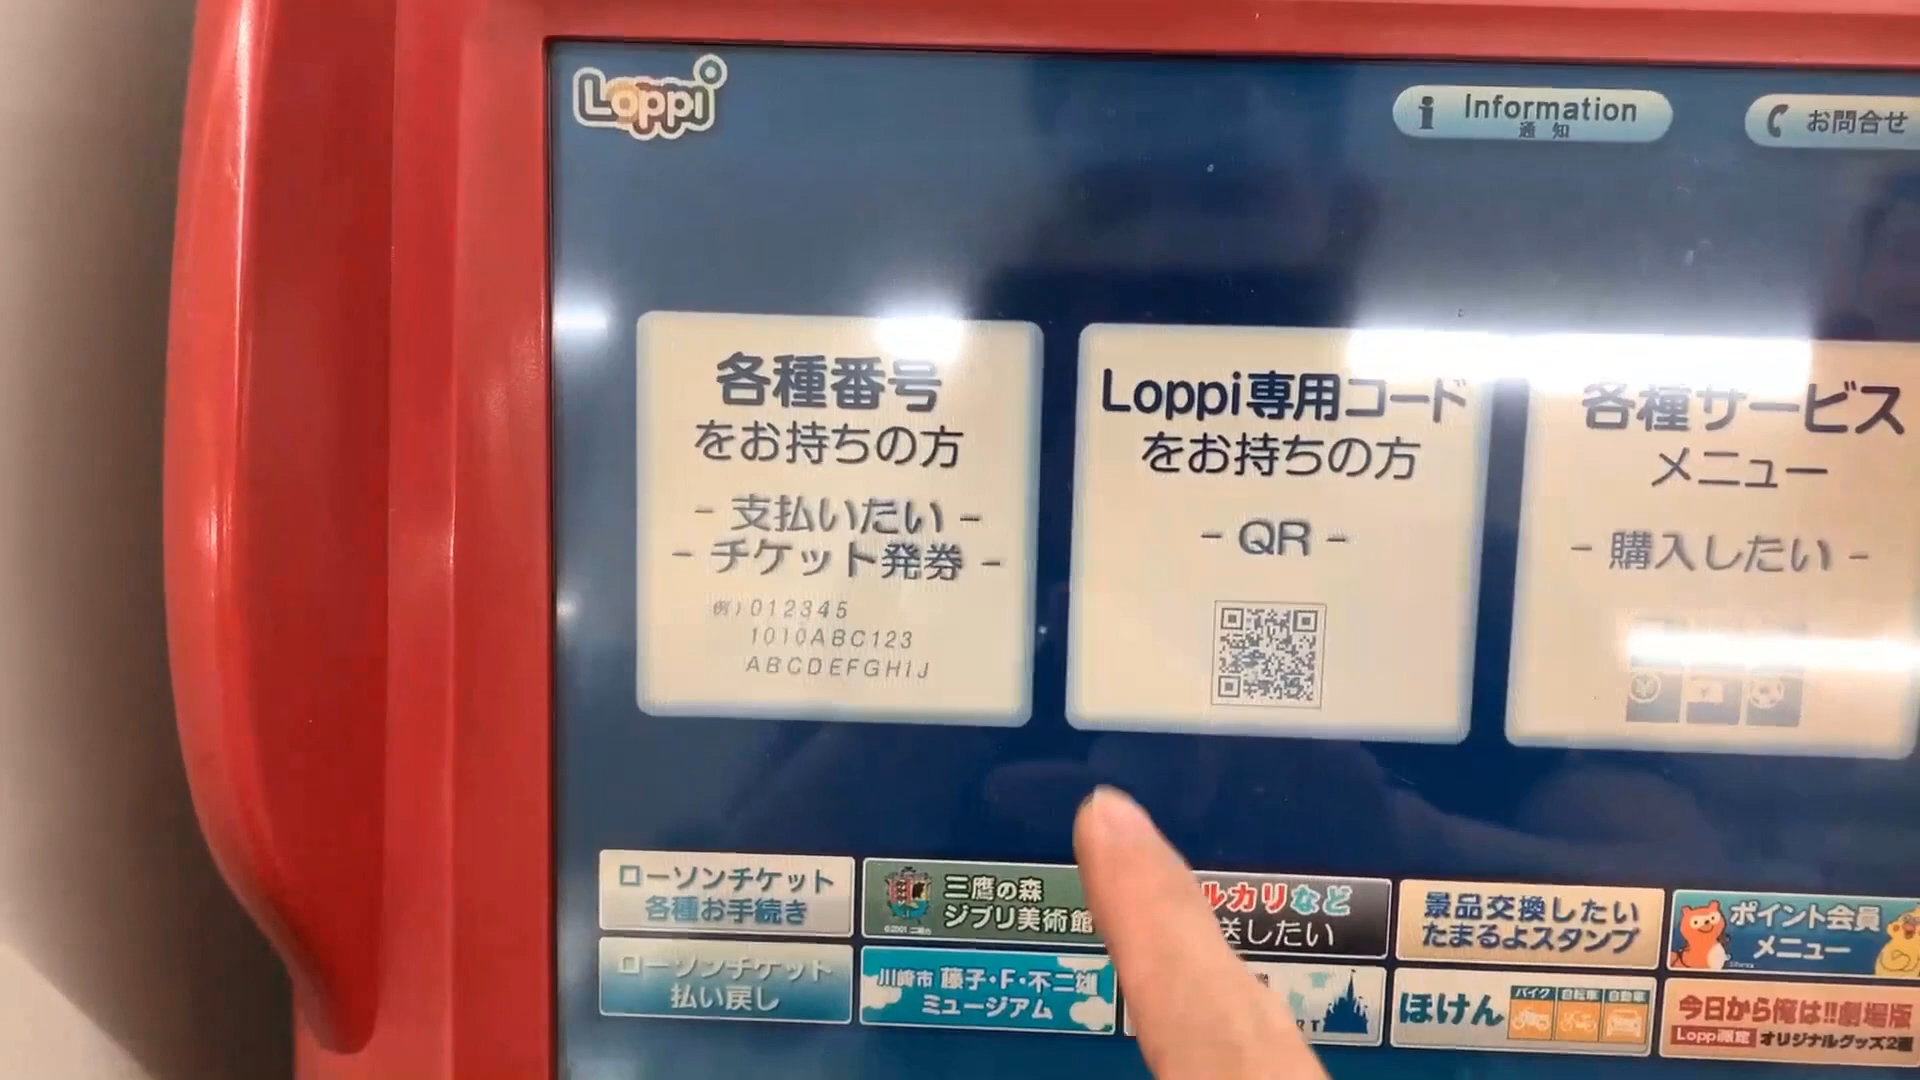 Loppi
Information
通知
お問合せ
各種番号
をお持ちの方
- 支払いたい -
- チケット発券 -
例) 012345
1010ABC123
ABCDEFGHIJ
Loppi専用コード
をお持ちの方
- QR -
各種サービス
メニュー
- 購入したい -
ローソンチケット
各種お手続き
三鷹の森
ジブリ美術館
ルカリなど
送したい
景品交換したい
たまるよスタンプ
ポイント会員
メニュー
ローソンチケット
払い戻し
川崎市 藤子・F・不二雄
ミュージアム
ほけん
バイク 自転車 自動車
今日から俺は!!劇場版
Loppi限定 オリジナルグッズ2